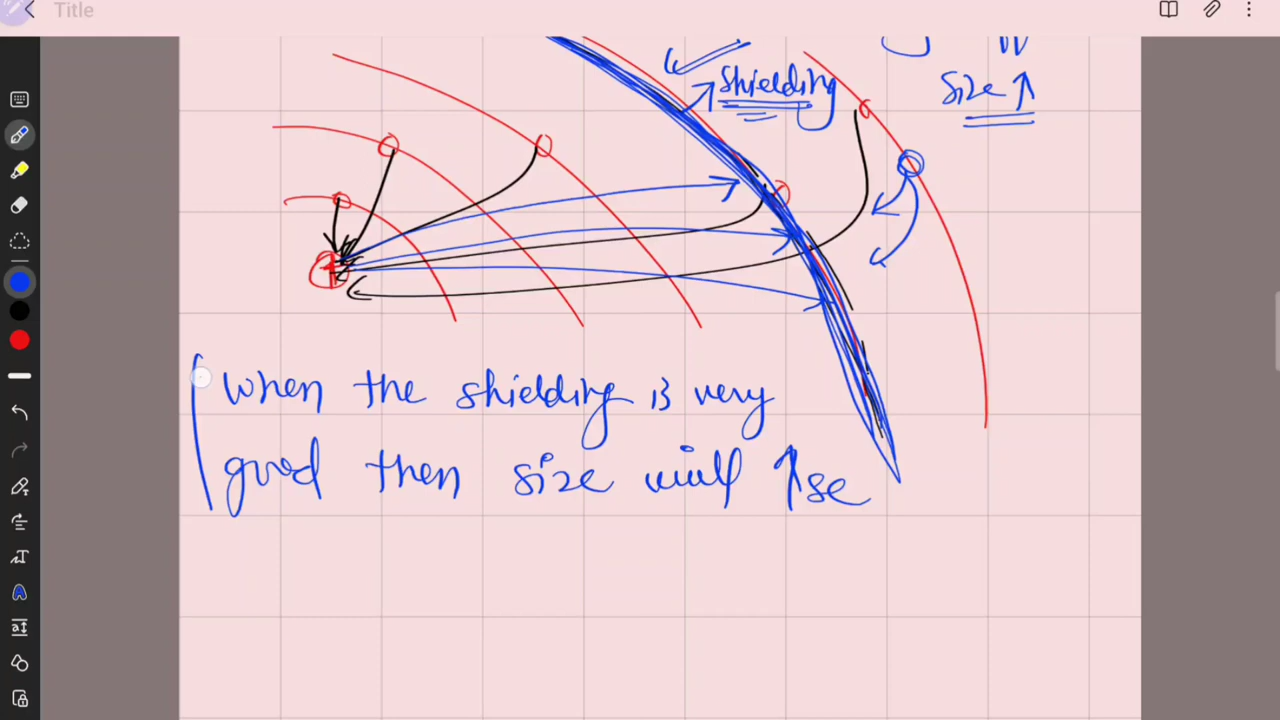 Title
Shielding
Size ↑
When the shielding is very
good then size will ↑se